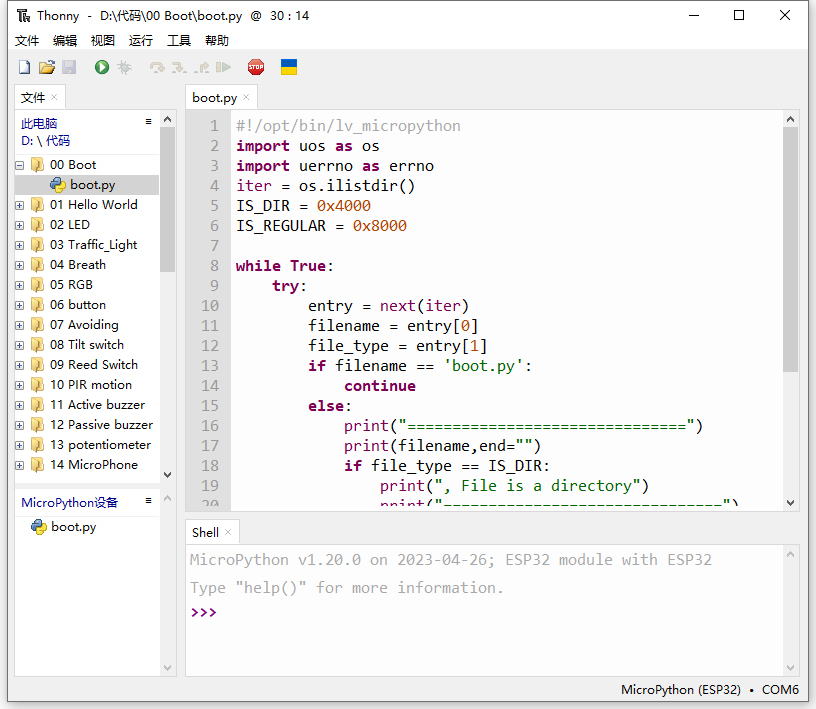 Thonny - D:\代码\00 Boot\boot.py @ 30 : 14
文件 编辑 视图 运行 工具 帮助
STOP
文件
此电脑
D: \ 代码
00 Boot
boot.py
01 Hello World
02 LED
03 Traffic_Light
04 Breath
05 RGB
06 button
07 Avoiding
08 Tilt switch
09 Reed Switch
10 PIR motion
11 Active buzzer
12 Passive buzzer
13 potentiometer
14 MicroPhone
MicroPython设备
boot.py
boot.py
1 #!/opt/bin/lv_micropython
2 import uos as os
3 import uerrno as errno
4 iter = os.ilistdir()
5 IS_DIR = 0x4000
6 IS_REGULAR = 0x8000
7
8 while True:
9     try:
10         entry = next(iter)
11         filename = entry[0]
12         file_type = entry[1]
13         if filename == 'boot.py':
14             continue
15         else:
16             print("===============================")
17             print(filename,end="")
18             if file_type == IS_DIR:
19                 print(", File is a directory")
20                 print("===============================")
Shell
MicroPython v1.20.0 on 2023-04-26; ESP32 module with ESP32
Type "help()" for more information.
>>>
MicroPython (ESP32) • COM6